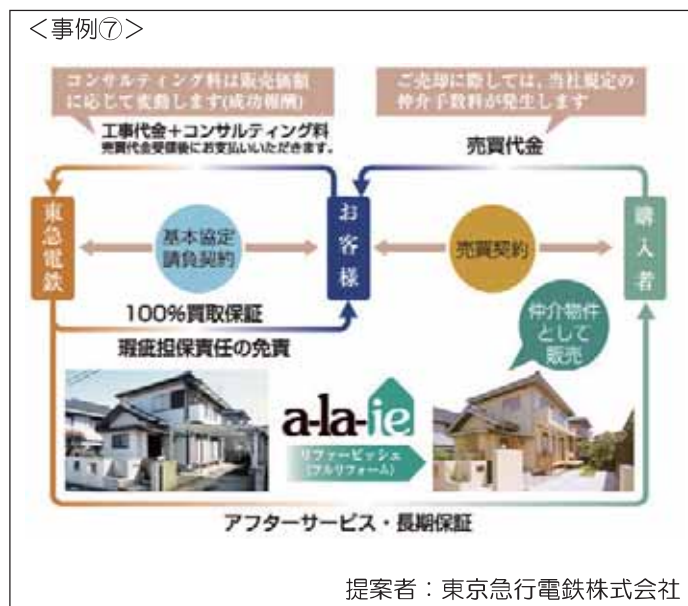 ＜事例⑦＞
コンサルティング料は販売価額
に応じて変動します(成功報酬)
ご売却に際しては、当社規定の
仲介手数料が発生します
工事代金＋コンサルティング料
売買代金受領後にお支払いいただきます。
売買代金
東急電鉄
基本協定
請負契約
お客様
売買契約
購入者
100%買取保証
瑕疵担保責任の免責
仲介物件
として
販売
a-la-ie
リファービッシュ
(フルリフォーム)
アフターサービス・長期保証
提案者：東京急行電鉄株式会社